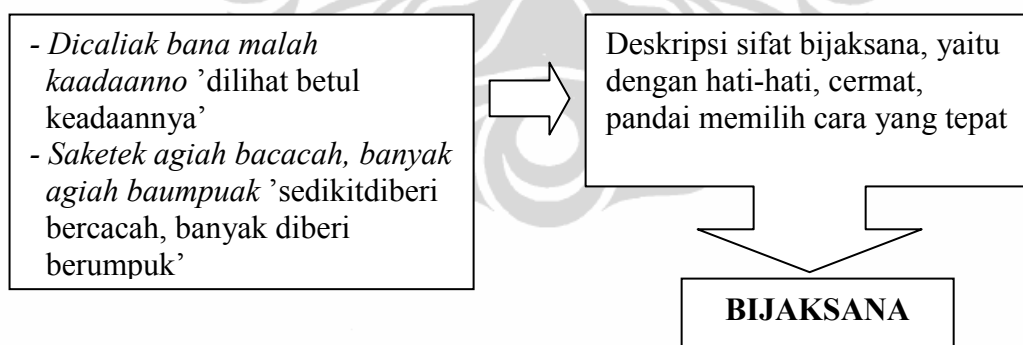 - Dicaliak bana malah
kaadaanno ’dilihat betul
keadaannya’
- Saketek agiah bacacah, banyak
agiah baumpuak ’sedikitdiberi
bercacah, banyak diberi
berumpuk’
Deskripsi sifat bijaksana, yaitu
dengan hati-hati, cermat,
pandai memilih cara yang tepat
BIJAKSANA